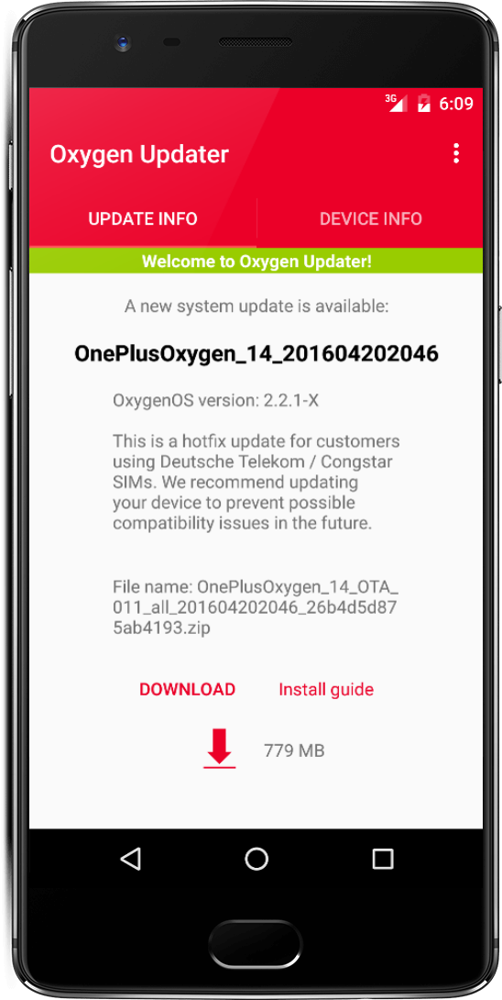 3G 6:09
Oxygen Updater
UPDATE INFO DEVICE INFO
Welcome to Oxygen Updater!
A new system update is available:
OnePlusOxygen_14_201604202046
OxygenOS version: 2.2.1-X
This is a hotfix update for customers
using Deutsche Telekom / Congstar
SIMs. We recommend updating
your device to prevent possible
compatibility issues in the future.
File name: OnePlusOxygen_14_OTA_
011_all_201604202046_26b4d5d87
5ab4193.zip
DOWNLOAD Install guide
779 MB